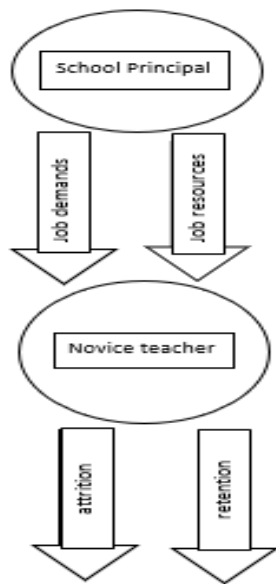 School Principal
Job demands
Job resources
Novice teacher
attrition
retention